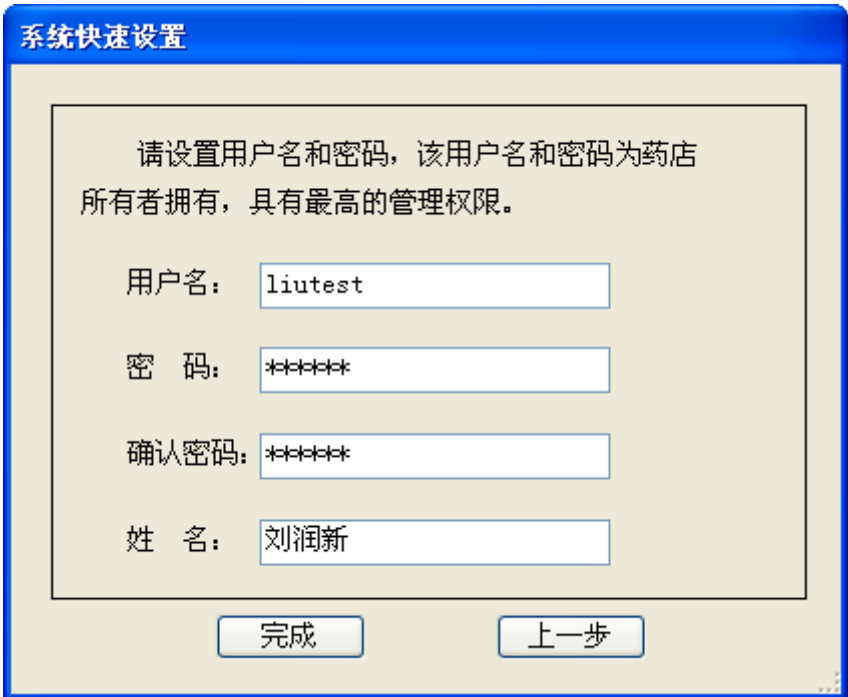 系统快速设置
请设置用户名和密码，该用户名和密码为药店
所有者拥有，具有最高的管理权限。
用户名： liutest
密 码： ******
确认密码： ******
姓 名： 刘润新
完成 上一步